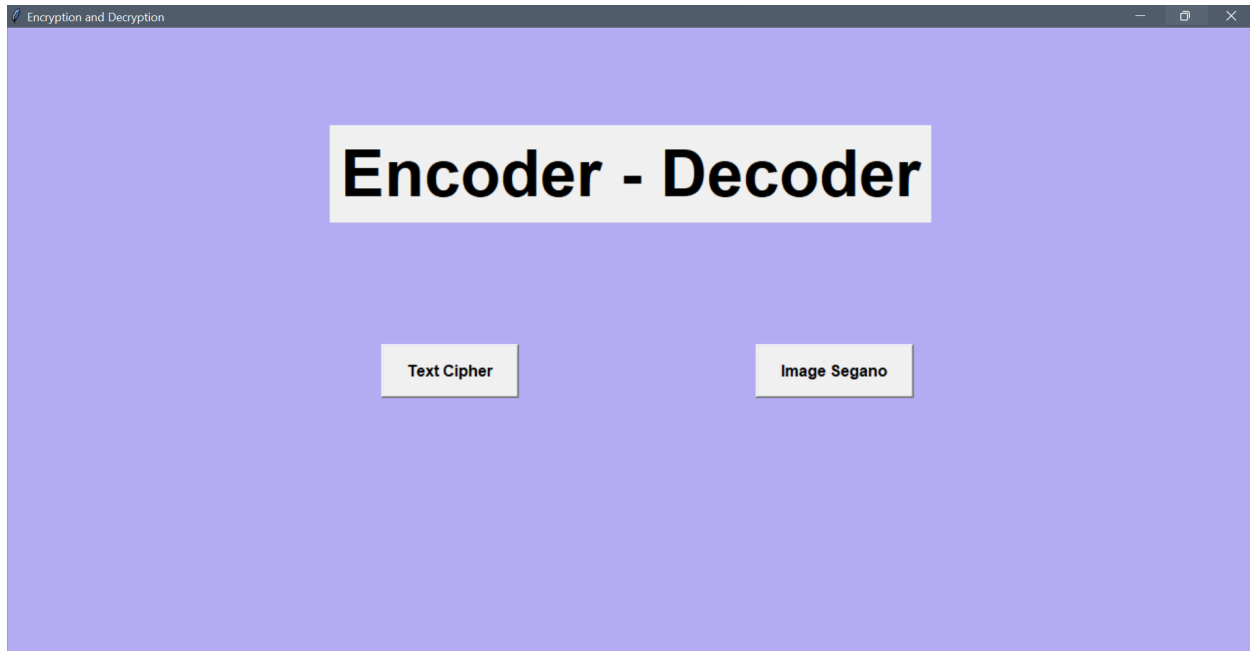 Encryption and Decryption
Encoder - Decoder
Text Cipher
Image Segano